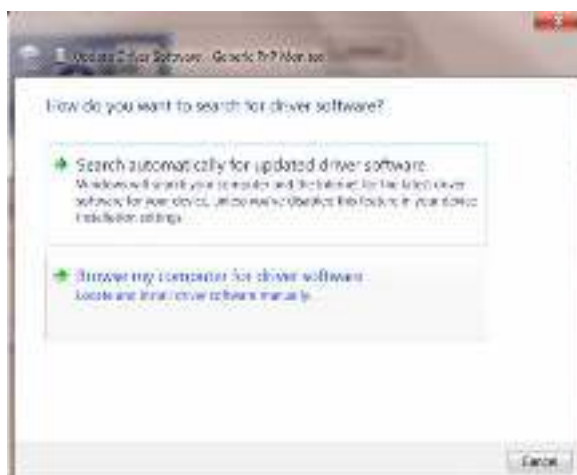 Update Driver Software - Generic PnP Monitor
How do you want to search for driver software?
Search automatically for updated driver software
Windows will search your computer and the Internet for the latest driver
software for your device, unless you've disabled this feature in your device
installation settings.
Browse my computer for driver software
Locate and install driver software manually.
Cancel